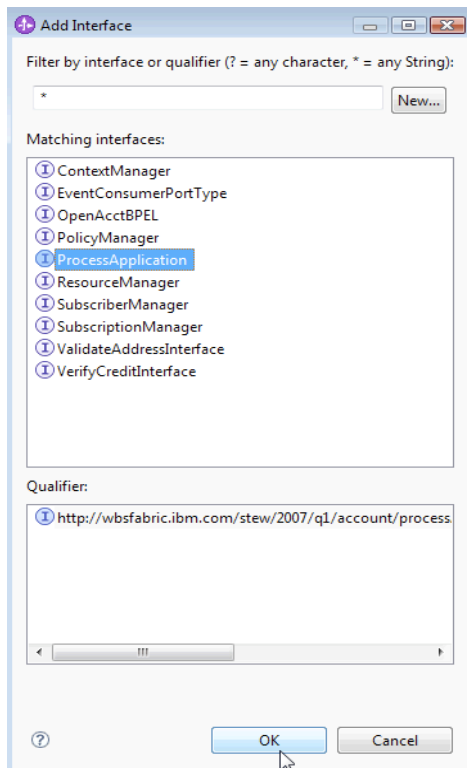 Add Interface
Filter by interface or qualifier (? = any character, * = any String):
*
New...
Matching interfaces:
ContextManager
EventConsumerPortType
OpenAcctBPEL
PolicyManager
ProcessApplication
ResourceManager
SubscriberManager
SubscriptionManager
ValidateAddressInterface
VerifyCreditInterface
Qualifier:
http://wbsfabric.ibm.com/stew/2007/q1/account/process
OK
Cancel